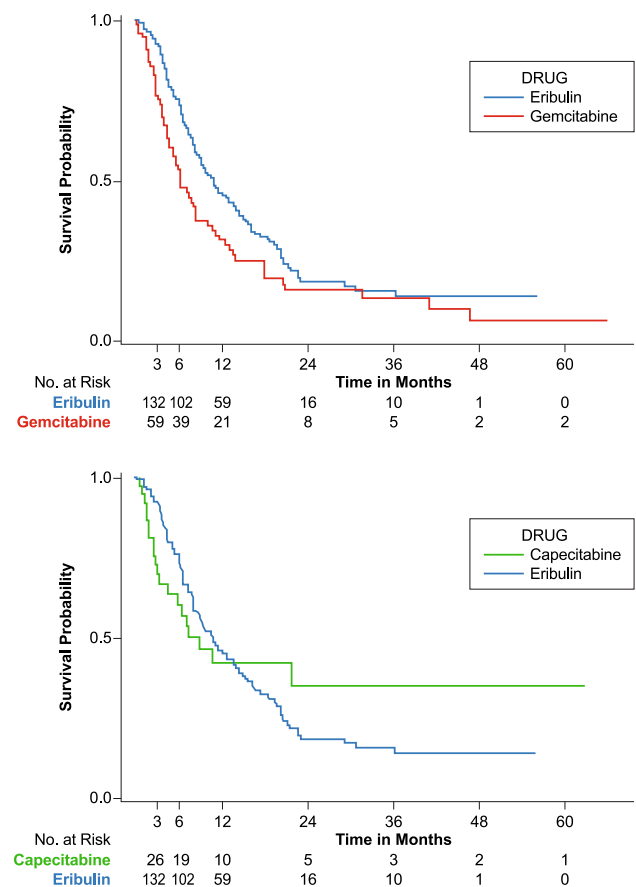 1.0
DRUG
Eribulin
Gemcitabine
Survival Probability
0.5
0.0
3 6 12 24 36 48 60
No. at Risk Time in Months
Eribulin 132 102 59 16 10 1 0
Gemcitabine 59 39 21 8 5 2 2
1.0
DRUG
Capecitabine
Eribulin
Survival Probability
0.5
0.0
3 6 12 24 36 48 60
No. at Risk Time in Months
Capecitabine 26 19 10 5 3 2 1
Eribulin 132 102 59 16 10 1 0